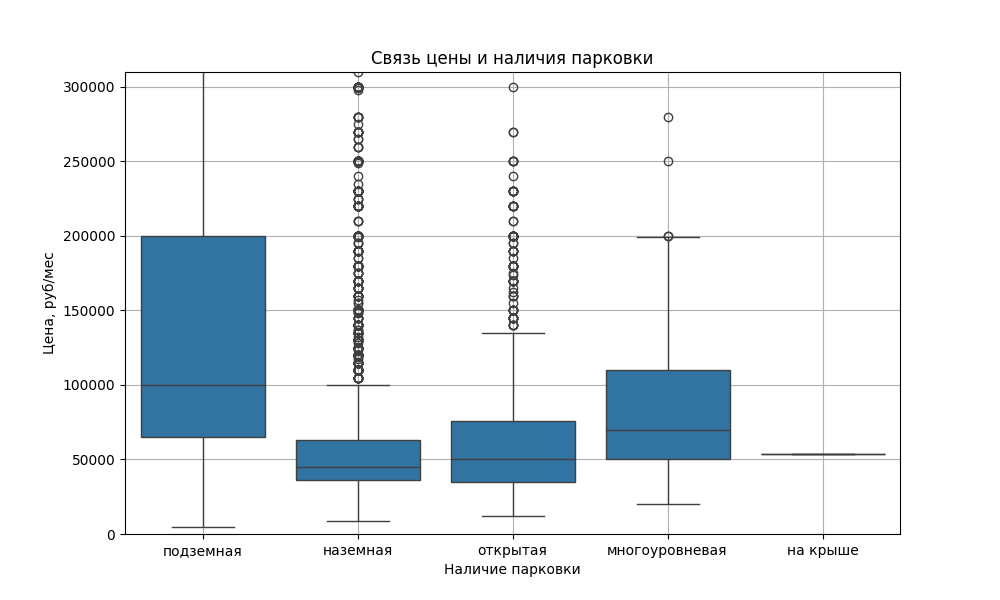 Связь цены и наличия парковки
Цена, руб/мес
300000
250000
200000
150000
100000
50000
0
подземная
наземная
открытая
многоуровневая
на крыше
Наличие парковки